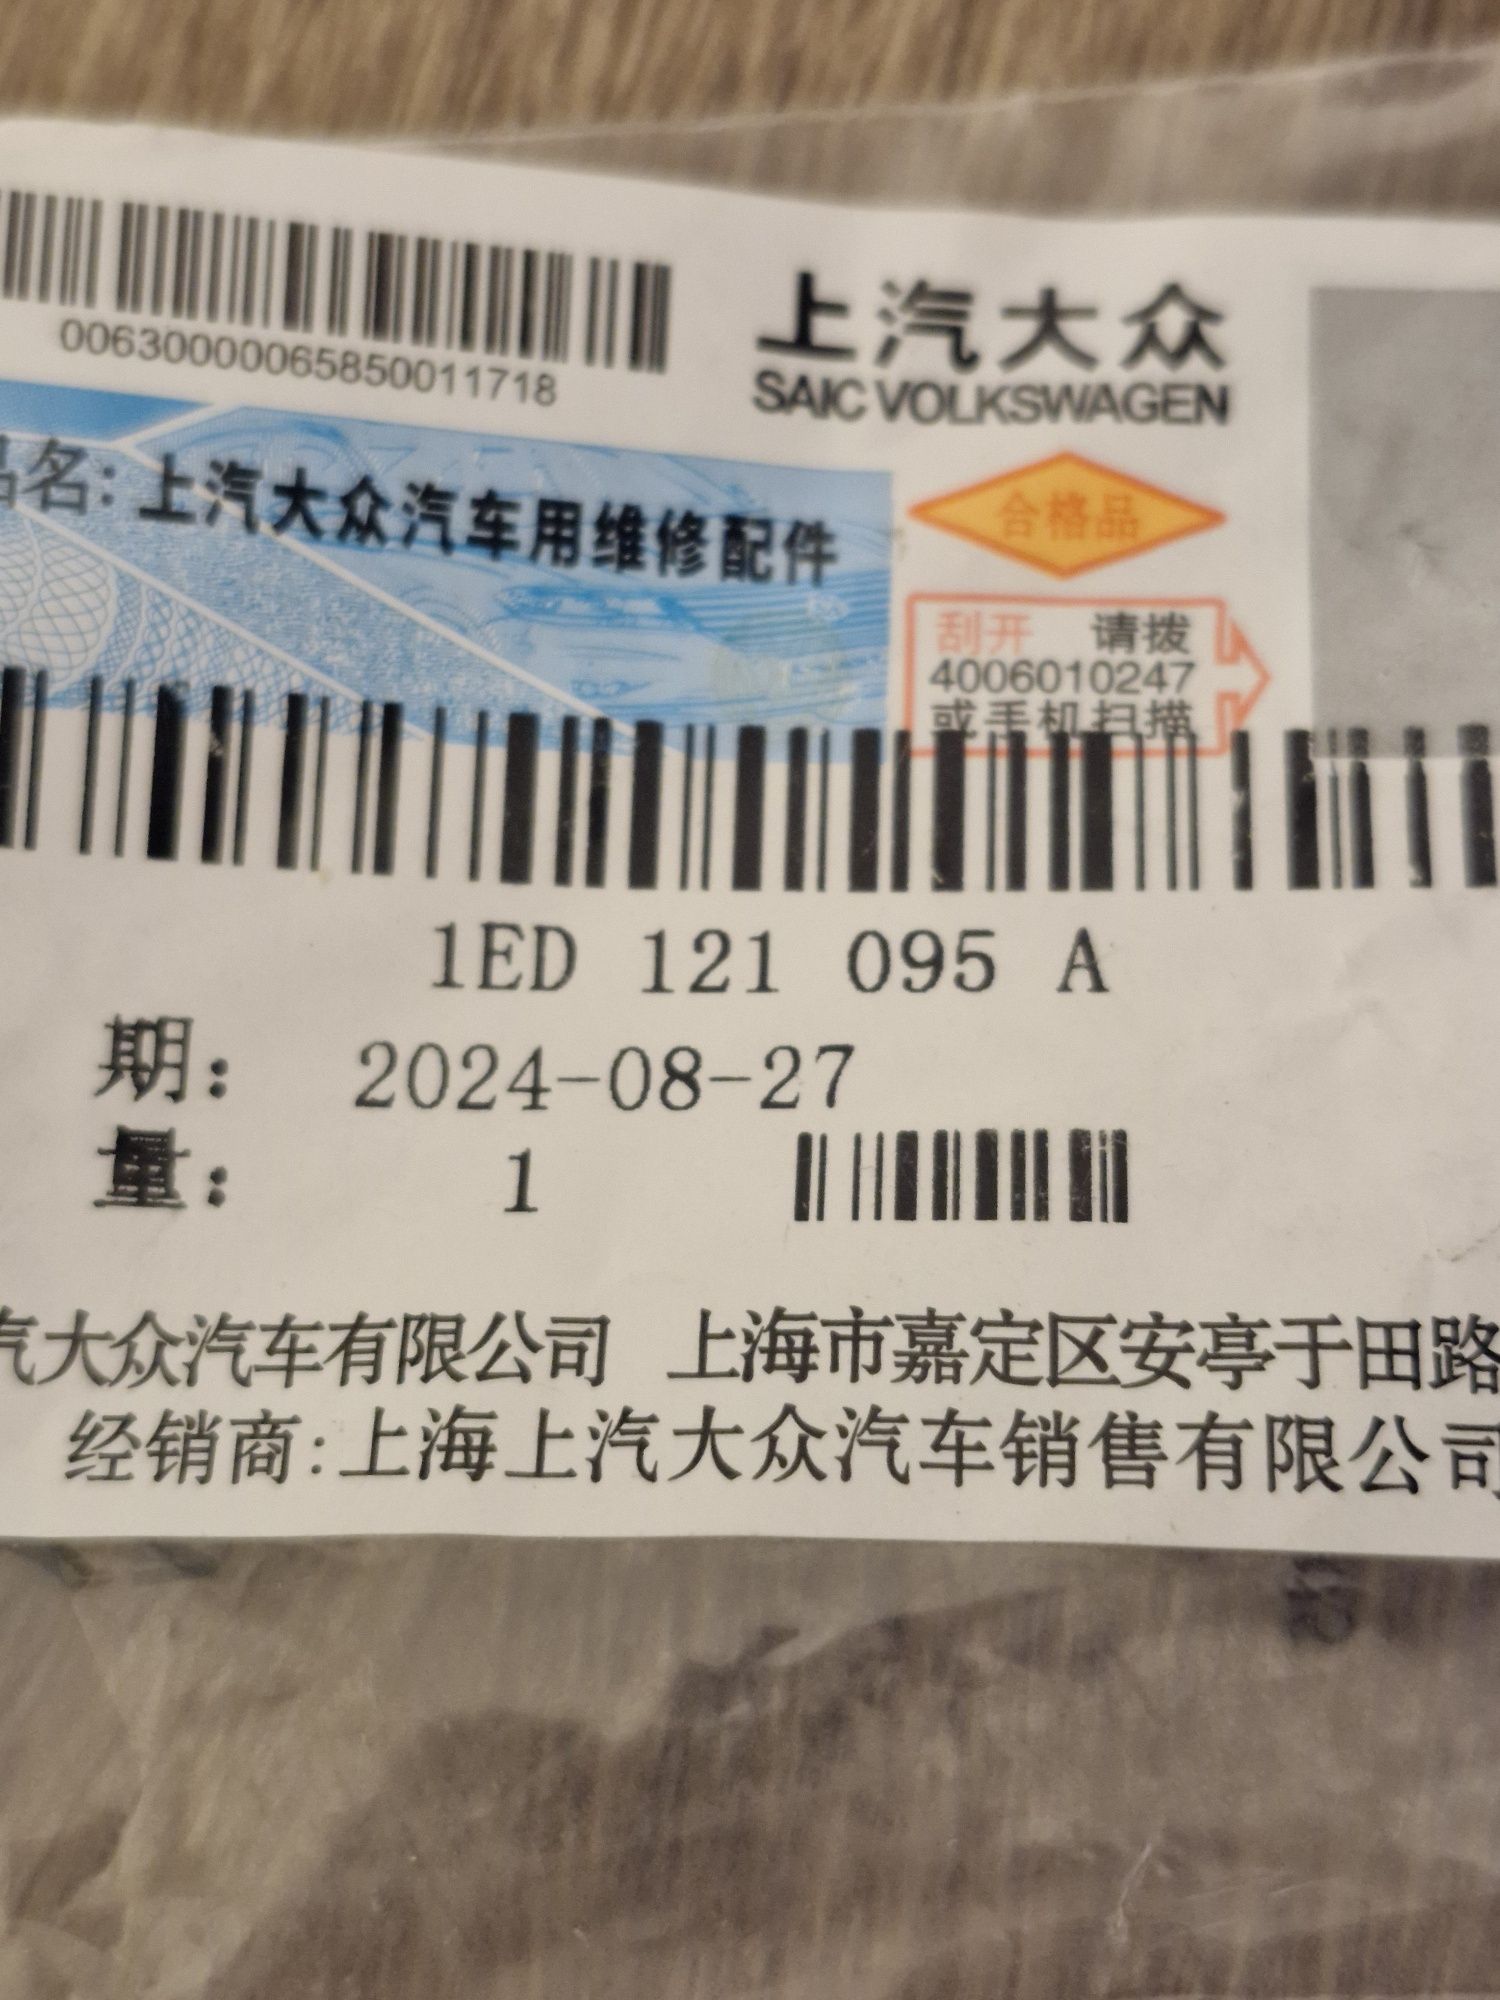 00630000065850011718
上汽大众
SAIC VOLKSWAGEN
品名: 上汽大众汽车用维修配件
合格品
刮开 请拨
4006010247
或手机扫描
1ED 121 095 A
期: 2024-08-27
量: 1
汽大众汽车有限公司 上海市嘉定区安亭于田路
经销商:上海上汽大众汽车销售有限公司